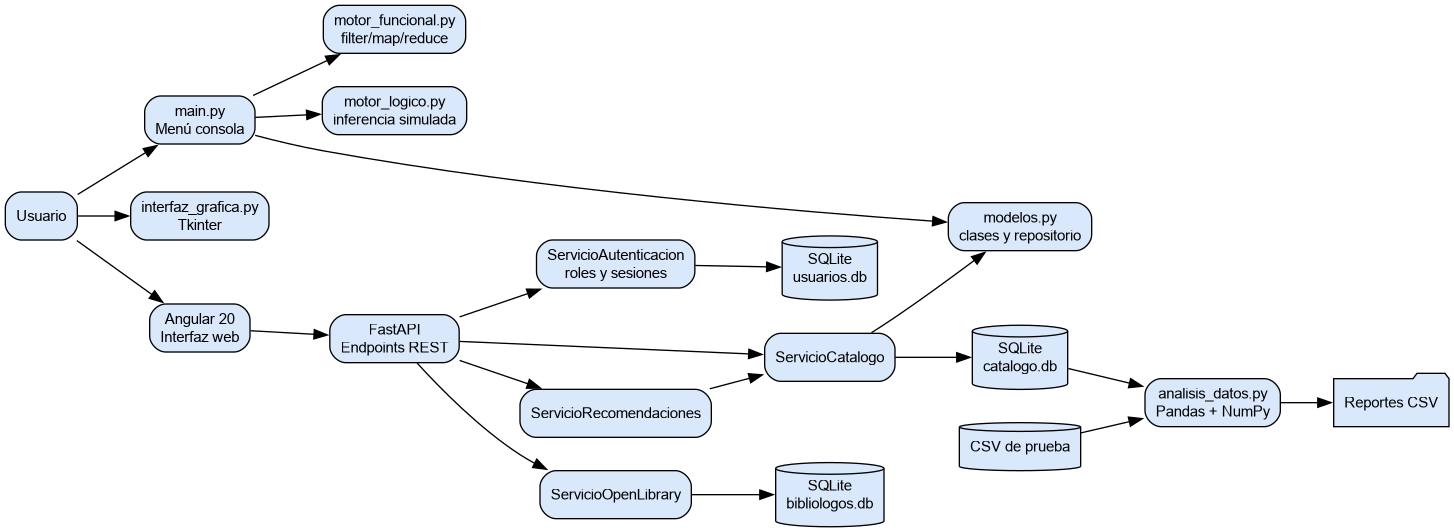 motor_funcional.py
filter/map/reduce
main.py
Menú consola
motor_logico.py
inferencia simulada
Usuario
interfaz_grafica.py
Tkinter
modelos.py
clases y repositorio
ServicioAutenticacion
roles y sesiones
SQLite
usuarios.db
Angular 20
Interfaz web
FastAPI
Endpoints REST
ServicioCatalogo
SQLite
catalogo.db
ServicioRecomendaciones
analisis_datos.py
Pandas + NumPy
Reportes CSV
CSV de prueba
ServicioOpenLibrary
SQLite
bibliologos.db